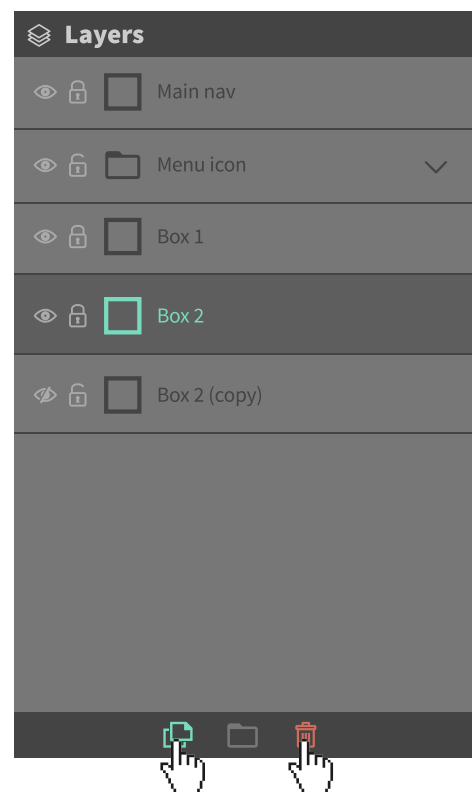 Layers
Main nav
Menu icon
Box 1
Box 2
Box 2 (copy)